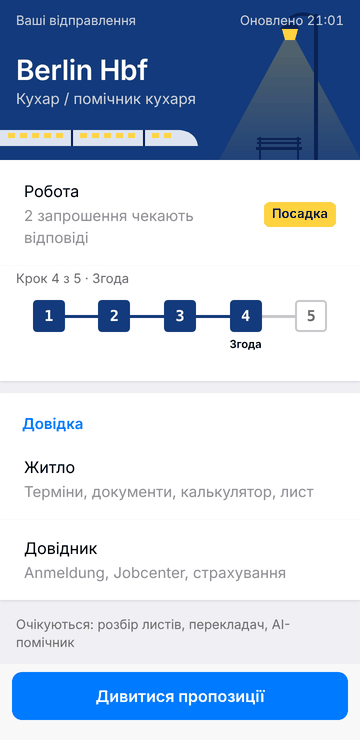 Ваші відправлення
Оновлено 21:01
Berlin Hbf
Кухар / помічник кухаря
Робота
2 запрошення чекають
відповіді
Посадка
Крок 4 з 5 · Згода
1 2 3 4 5
Згода
Довідка
Житло
Терміни, документи, калькулятор, лист
Довідник
Anmeldung, Jobcenter, страхування
Очікуються: розбір листів, перекладач, AI-
помічник
Дивитися пропозиції